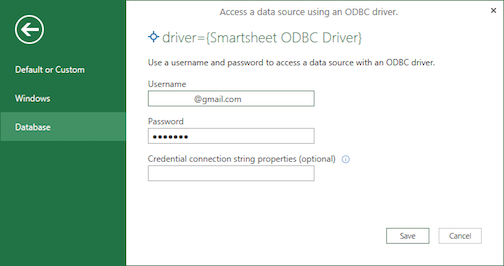 Access a data source using an ODBC driver.
driver={Smartsheet ODBC Driver}
Use a username and password to access a data source with an ODBC driver.
Default or Custom
Windows
Database
Username
@gmail.com
Password
•••••••
Credential connection string properties (optional)
Save
Cancel